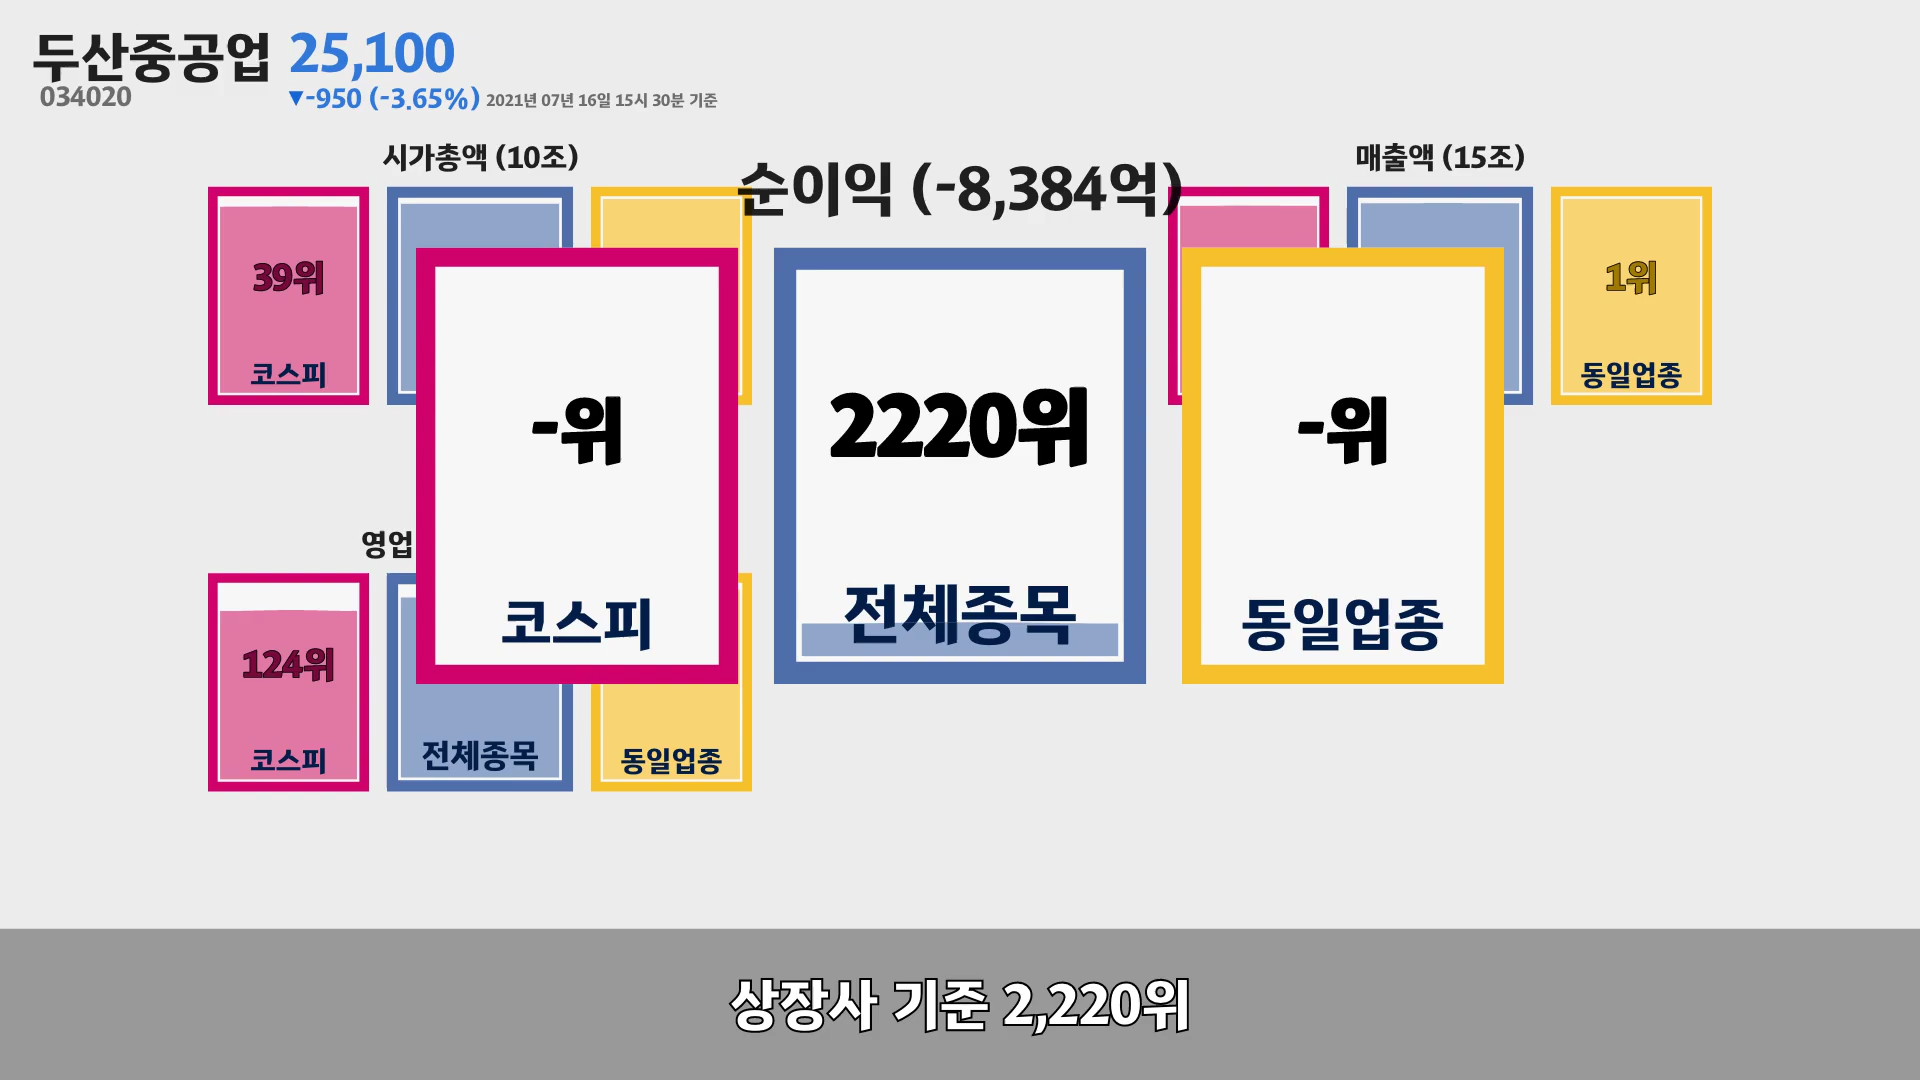 두산중공업 25,100
034020
▼-950 (-3.65%) 2021년 07년 16일 15시 30분 기준
시가총액 (10조)
39위
코스피
순이익 (-8,384억)
-위
코스피
2220위
전체종목
-위
동일업종
매출액 (15조)
1위
동일업종
영업
124위
코스피
전체종목
동일업종
상장사 기준 2,220위